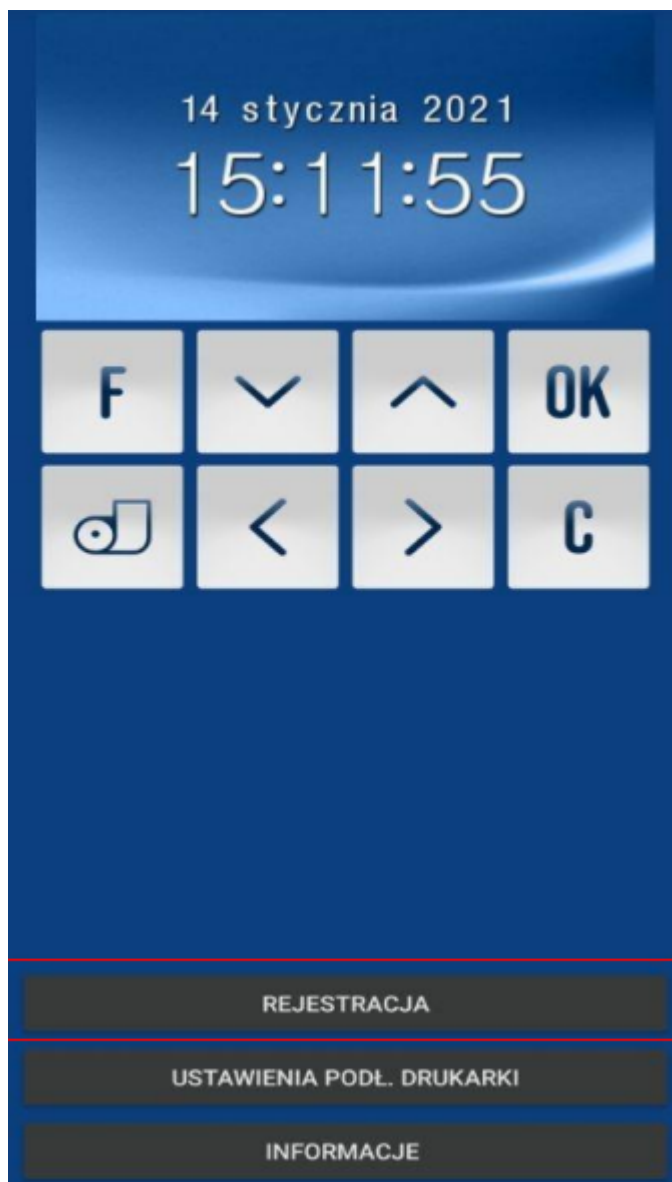 14 stycznia 2021
15:11:55
F
OK
C
REJESTRACJA
USTAWIENIA PODŁ. DRUKARKI
INFORMACJE